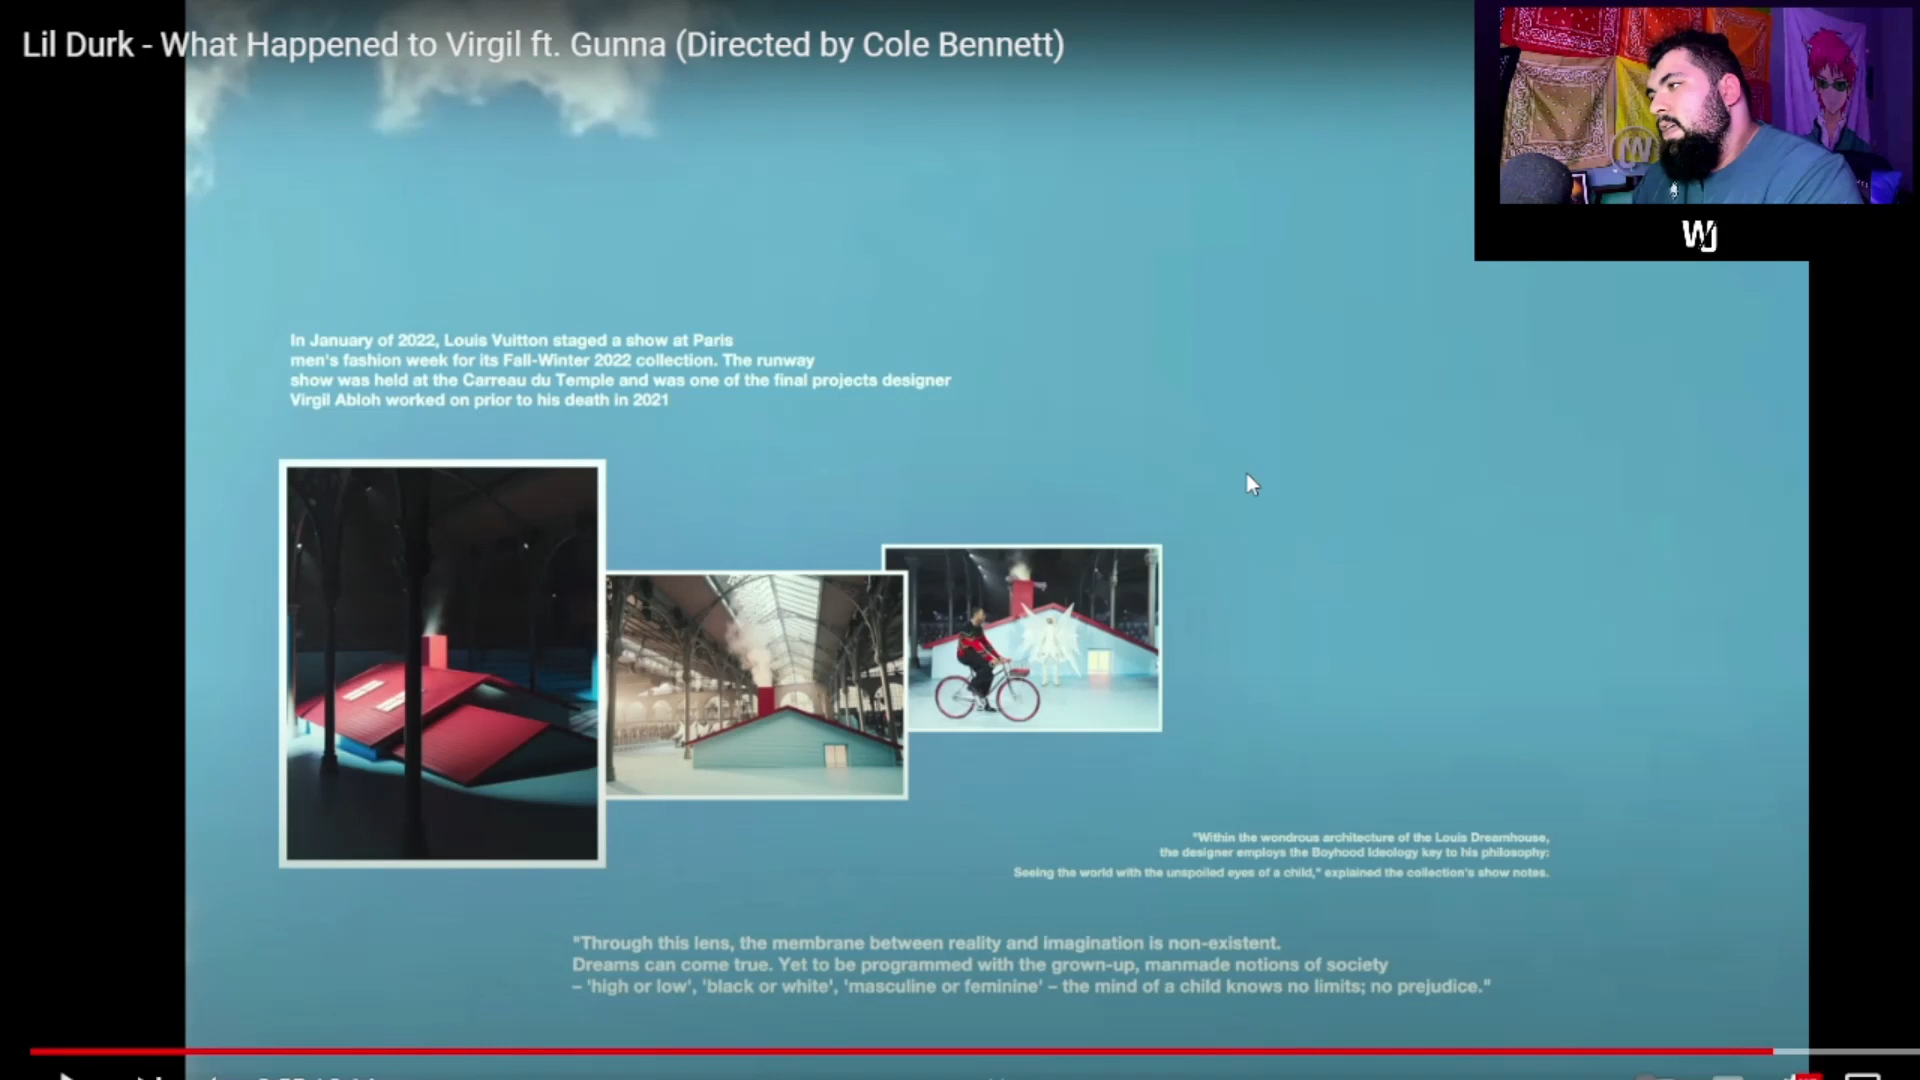 Lil Durk - What Happened to Virgil ft. Gunna (Directed by Cole Bennett)
W
WJ
In January of 2022, Louis Vuitton staged a show at Paris
men's fashion week for its Fall-Winter 2022 collection. The runway
show was held at the Carreau du Temple and was one of the final projects designer
Virgil Abloh worked on prior to his death in 2021
"Within the wondrous architecture of the Louis Dreamhouse,
the designer employs the Boyhood Ideology key to his philosophy:
Seeing the world with the unspoiled eyes of a child," explained the collection's show notes.
"Through this lens, the membrane between reality and imagination is non-existent.
Dreams can come true. Yet to be programmed with the grown-up, manmade notions of society
– 'high or low', 'black or white', 'masculine or feminine' – the mind of a child knows no limits; no prejudice."